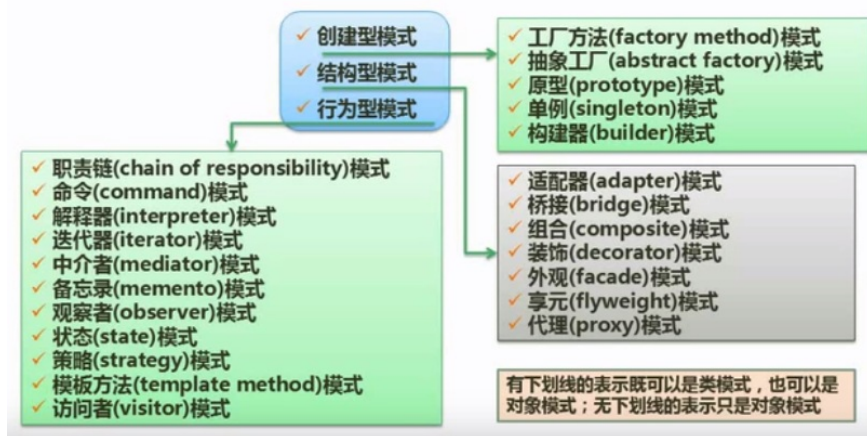 创建型模式
结构型模式
行为型模式
工厂方法(factory method)模式
抽象工厂(abstract factory)模式
原型(prototype)模式
单例(singleton)模式
构建器(builder)模式
职责链(chain of responsibility)模式
命令(command)模式
解释器(interpreter)模式
迭代器(iterator)模式
中介者(mediator)模式
备忘录(memento)模式
观察者(observer)模式
状态(state)模式
策略(strategy)模式
模板方法(template method)模式
访问者(visitor)模式
适配器(adapter)模式
桥接(bridge)模式
组合(composite)模式
装饰(decorator)模式
外观(facade)模式
享元(flyweight)模式
代理(proxy)模式
有下划线的表示既可以是类模式，也可以是
对象模式；无下划线的表示只是对象模式